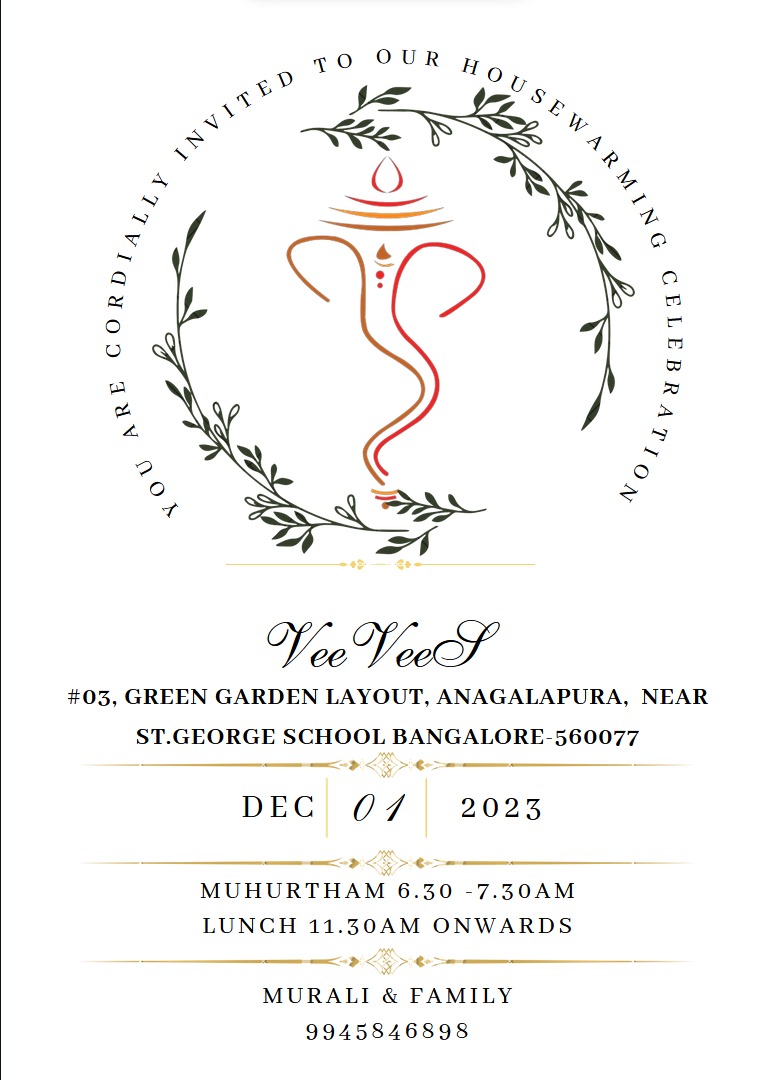 YOU ARE CORDIALLY INVITED TO OUR HOUSEWARMING CELEBRATION
VeeVeeS
#03, GREEN GARDEN LAYOUT, ANAGALAPURA, NEAR
ST.GEORGE SCHOOL BANGALORE-560077
DEC 01 2023
MUHURTHAM 6.30 -7.30AM
LUNCH 11.30AM ONWARDS
MURALI & FAMILY
9945846898